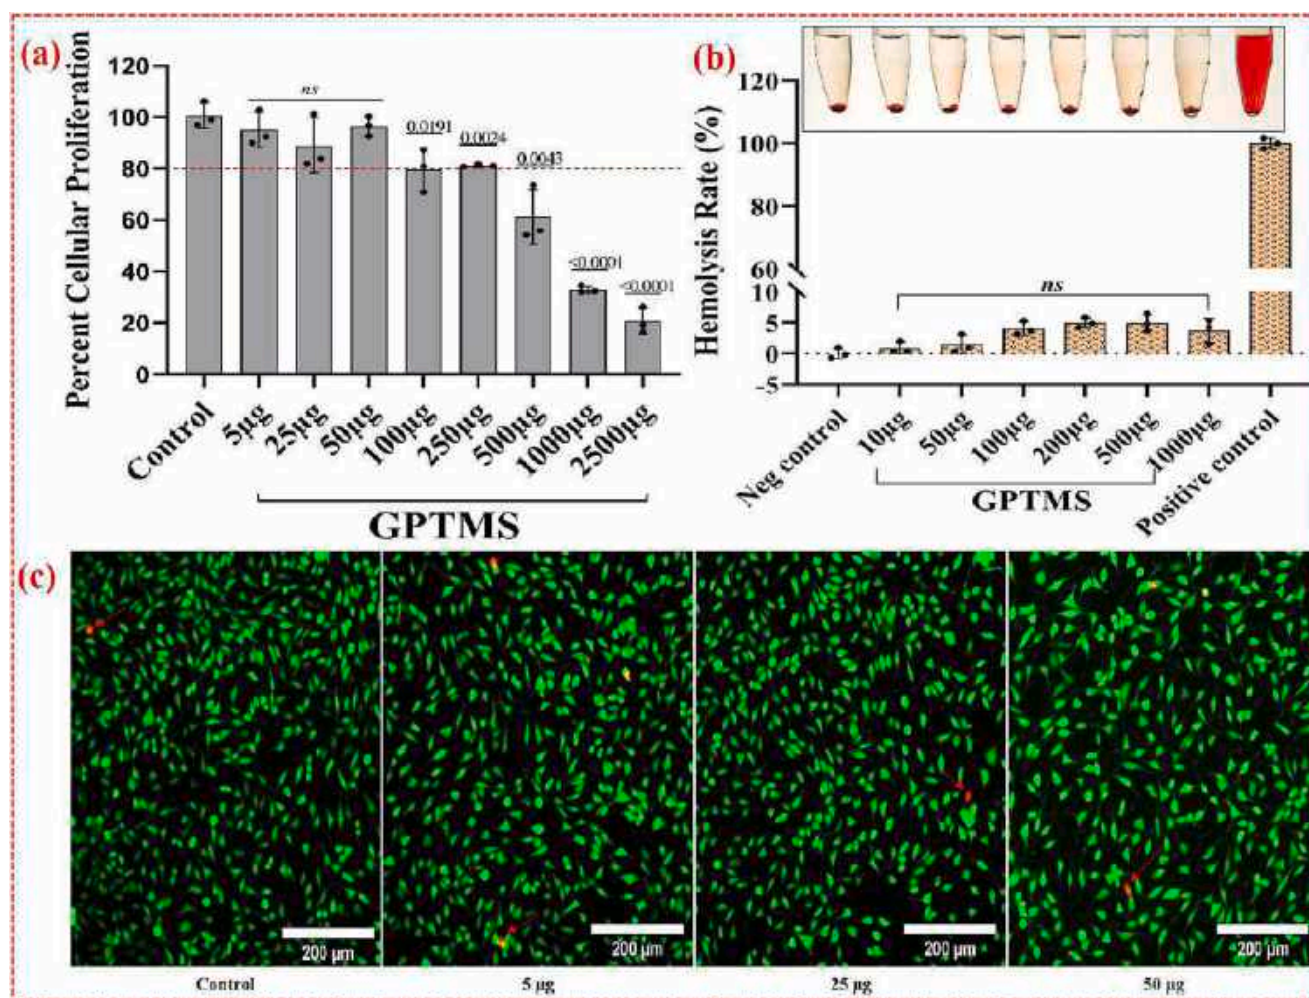 (a)
Percent Cellular Proliferation
120
100
80
60
40
20
0
ns
0.0191
0.0024
0.0043
<0.0001
<0.0001
Control
5µg
25µg
50µg
100µg
250µg
500µg
1000µg
2500µg
GPTMS
(b)
Hemolysis Rate (%)
120
100
80
60
10
5
0
-5
ns
Neg control
10µg
50µg
100µg
200µg
500µg
1000µg
Positive control
GPTMS
(c)
200 µm
200 µm
200 µm
200 µm
Control
5 µg
25 µg
50 µg